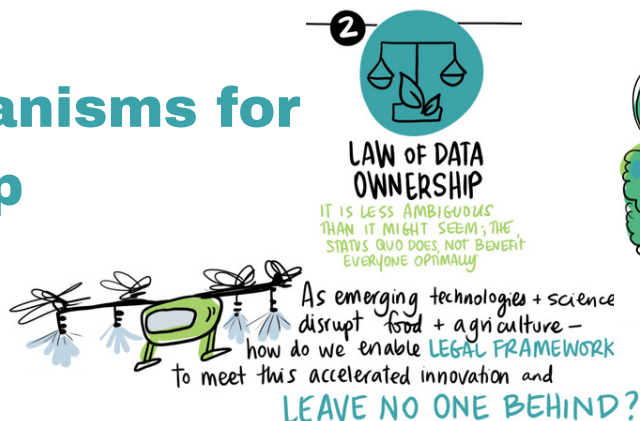 anisms for
p
2
LAW OF DATA
OWNERSHIP
IT IS LESS AMBIGUOUS
THAN IT MIGHT SEEM; THE
STATUS QUO DOES NOT BENEFIT
EVERYONE OPTIMALLY
As emerging technologies + science
disrupt food + agriculture –
how do we enable LEGAL FRAMEWORK
to meet this accelerated innovation and
LEAVE NO ONE BEHIND?